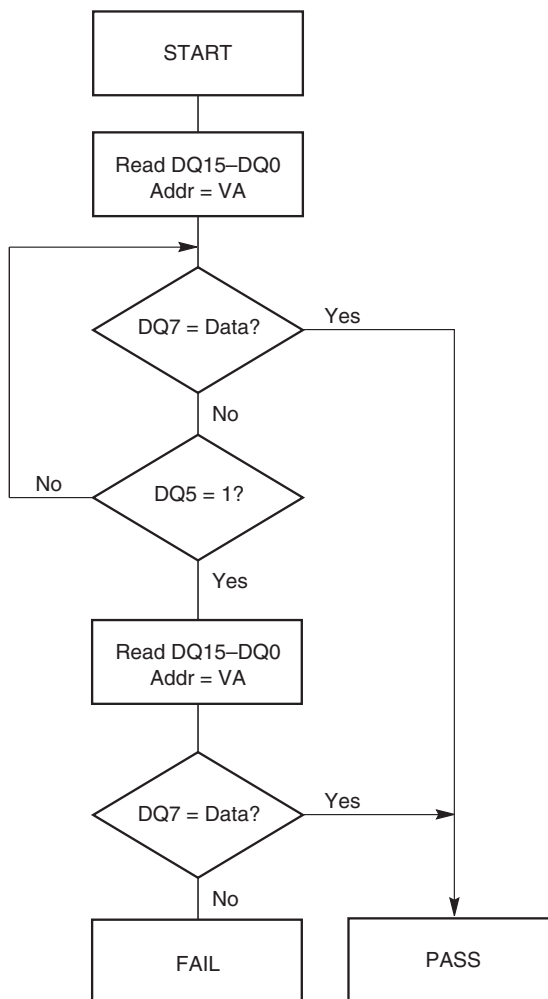 START
Read DQ15–DQ0
Addr = VA
DQ7 = Data?
Yes
No
No
DQ5 = 1?
Yes
Read DQ15–DQ0
Addr = VA
DQ7 = Data?
Yes
No
FAIL
PASS